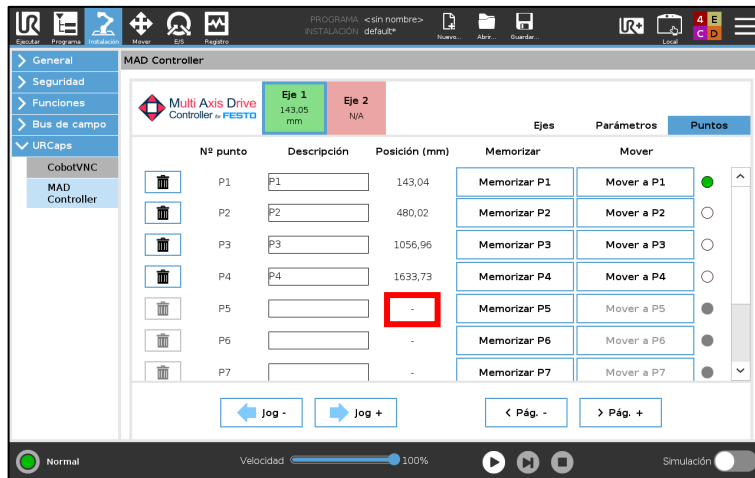 PROGRAMA <sin nombre>
INSTALACIÓN default*
Ejecutar Programa Instalación Mover E/S Registro Nuevo... Abrir... Guardar... Local
4 E
C D
General
Seguridad
Funciones
Bus de campo
URCaps
CobotVNC
MAD
Controller
MAD Controller
Multi Axis Drive
Controller for FESTO
Eje 1
143,05
mm
Eje 2
N/A
Ejes Parámetros Puntos
Nº punto Descripción Posición (mm) Memorizar Mover
P1 P1 143,04 Memorizar P1 Mover a P1
P2 P2 480,02 Memorizar P2 Mover a P2
P3 P3 1056,96 Memorizar P3 Mover a P3
P4 P4 1633,73 Memorizar P4 Mover a P4
P5 - Memorizar P5 Mover a P5
P6 - Memorizar P6 Mover a P6
P7 - Memorizar P7 Mover a P7
Jog - Jog + < Pág. - > Pág. +
Normal Velocidad 100% Simulación